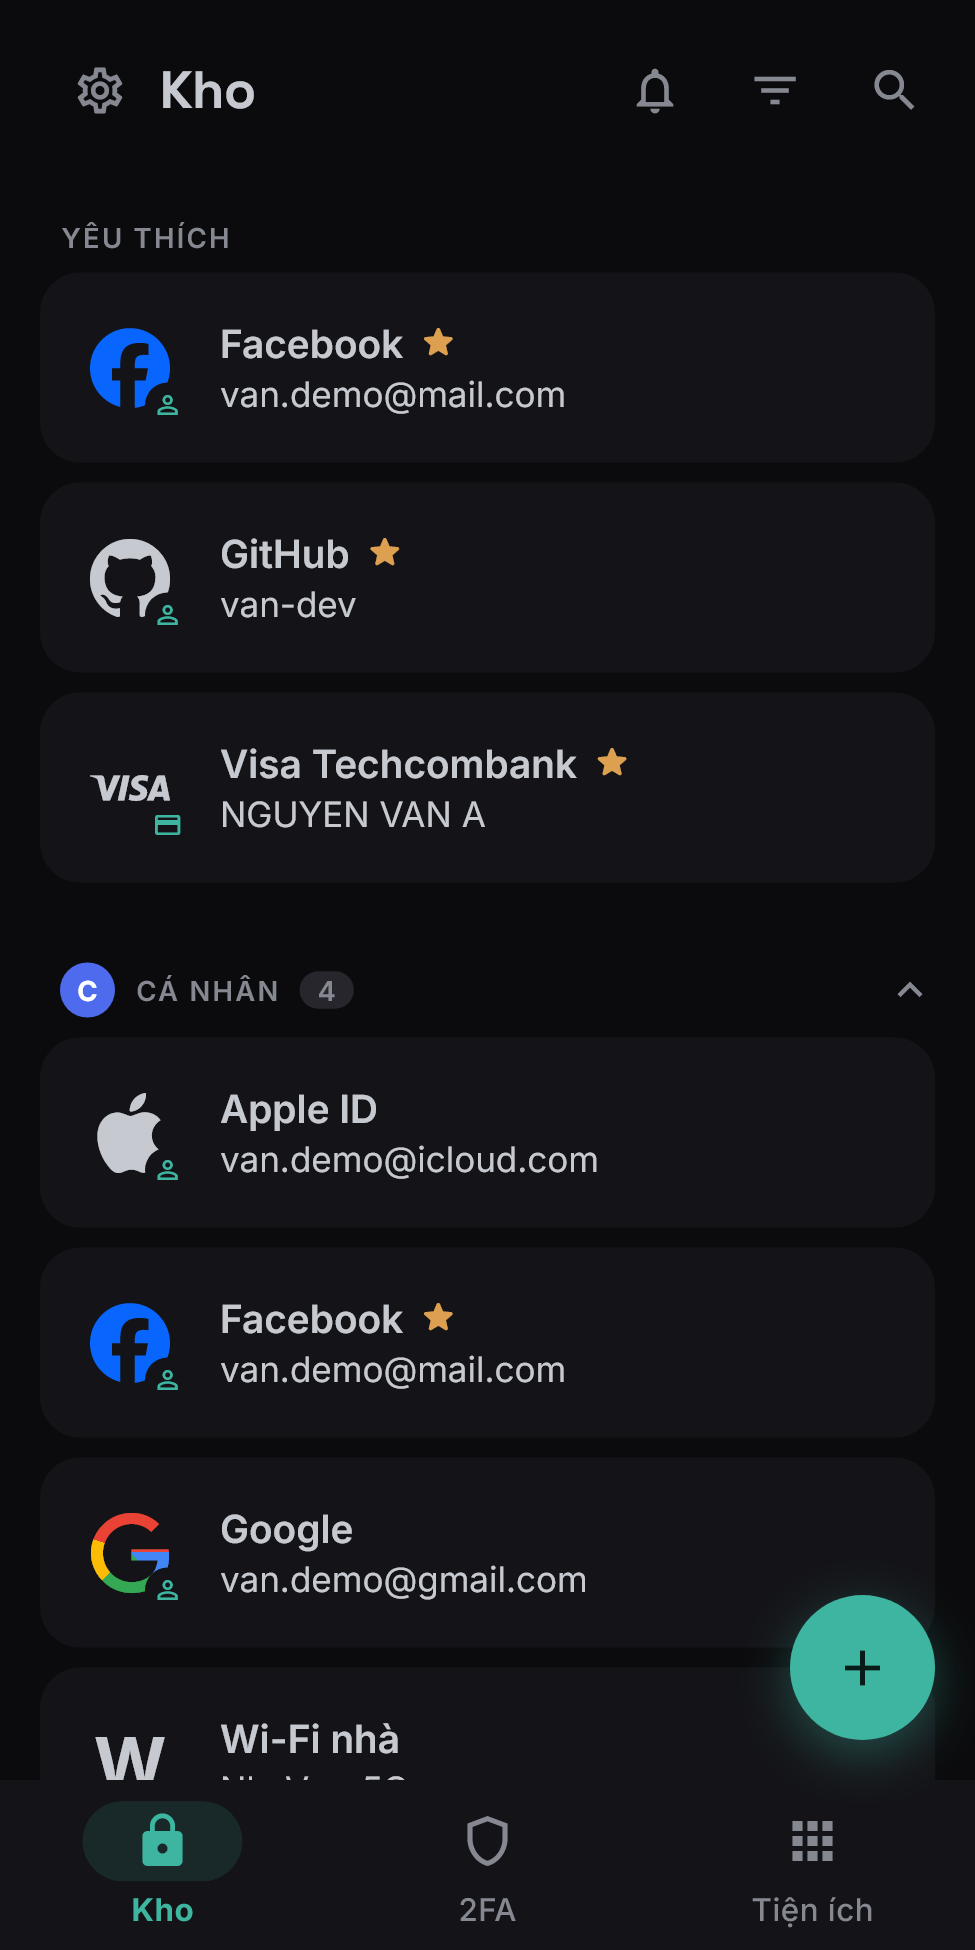 Kho
YÊU THÍCH
Facebook
van.demo@mail.com
GitHub
van-dev
VISA
Visa Techcombank
NGUYEN VAN A
C CÁ NHÂN 4
Apple ID
van.demo@icloud.com
Facebook
van.demo@mail.com
Google
van.demo@gmail.com
W
Wi-Fi nhà
Kho
2FA
Tiện ích